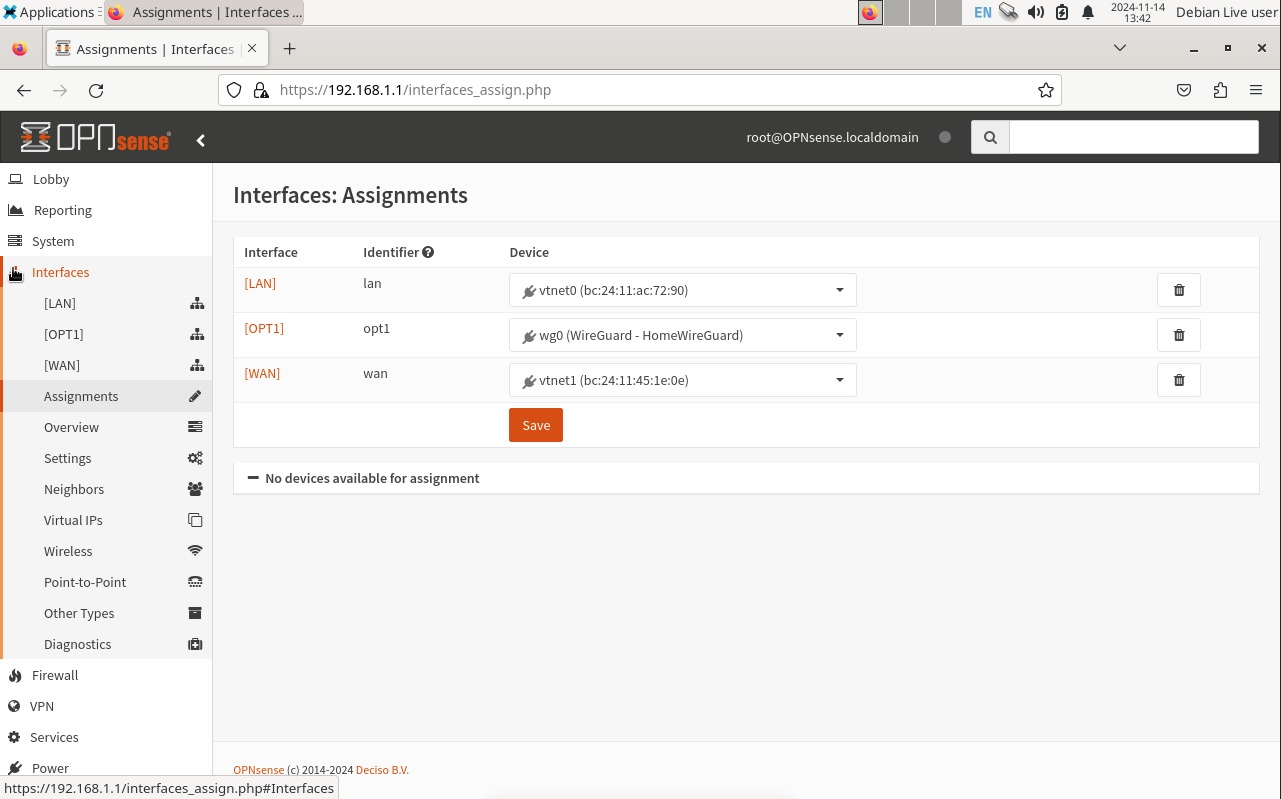 Applications
Assignments | Interfaces ...
EN
2024-11-14
13:42
Debian Live user
Assignments | Interfaces |
https://192.168.1.1/interfaces_assign.php
OPNsense
root@OPNsense.localdomain
Lobby
Reporting
System
Interfaces
[LAN]
[OPT1]
[WAN]
Assignments
Overview
Settings
Neighbors
Virtual IPs
Wireless
Point-to-Point
Other Types
Diagnostics
Firewall
VPN
Services
Power
Interfaces: Assignments
Interface Identifier Device
[LAN] lan vtnet0 (bc:24:11:ac:72:90)
[OPT1] opt1 wg0 (WireGuard - HomeWireGuard)
[WAN] wan vtnet1 (bc:24:11:45:1e:0e)
Save
No devices available for assignment
OPNsense (c) 2014-2024 Deciso B.V.
https://192.168.1.1/interfaces_assign.php#Interfaces